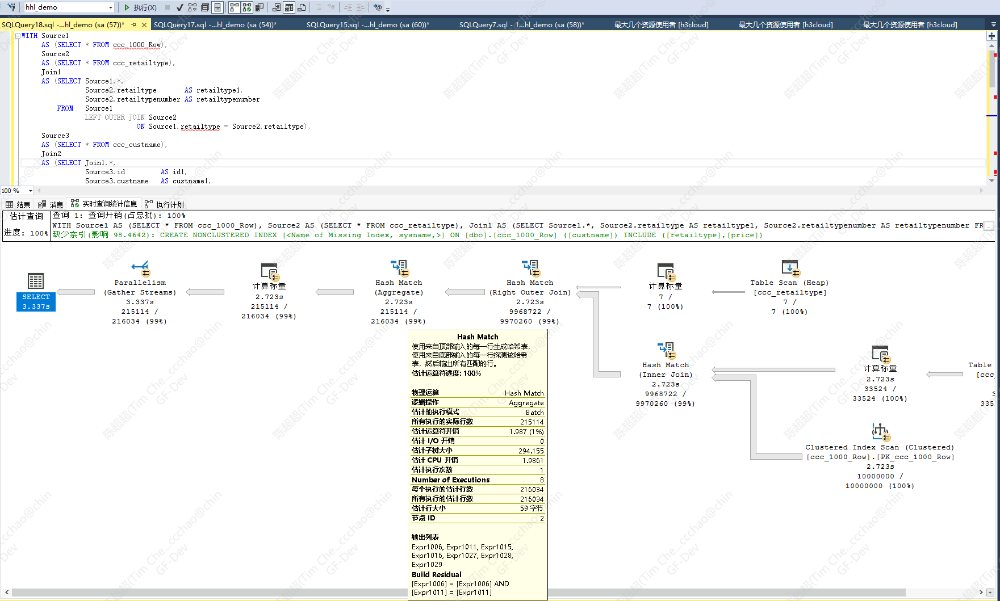 hhl_demo
执行(X)
SQLQuery18.sql -...hl_demo (sa (57))*
SQLQuery17.sql -...hl_demo (sa (54))*
SQLQuery15.sql -...hl_demo (sa (60))*
SQLQuery7.sql - 1...hl_demo (sa (58))*
最大几个资源使用者 [h3cloud]
最大几个资源使用者 [h3cloud]
最大几个资源使用者 [h3cloud]
WITH Source1
AS (SELECT * FROM ccc_1000_Row),
Source2
AS (SELECT * FROM ccc_retailtype),
Join1
AS (SELECT Source1.*,
Source2.retailtype AS retailtype1,
Source2.retailtypenumber AS retailtypenumber
FROM Source1
LEFT OUTER JOIN Source2
ON Source1.retailtype = Source2.retailtype),
Source3
AS (SELECT * FROM ccc_custname),
Join2
AS (SELECT Join1.*,
Source3.id AS id1,
Source3.custname AS custname1,
100 %
结果 消息 实时查询统计信息 执行计划
估计查询
进度: 100%
查询 1: 查询开销(占总批): 100%
WITH Source1 AS (SELECT * FROM ccc_1000_Row), Source2 AS (SELECT * FROM ccc_retailtype), Join1 AS (SELECT Source1.*, Source2.retailtype AS retailtype1, Source2.retailtypenumber AS retailtypenumber FR
缺少索引(影响 98.4642): CREATE NONCLUSTERED INDEX [<Name of Missing Index, sysname,>] ON [dbo].[ccc_1000_Row] ([custname]) INCLUDE ([retailtype],[price])
SELECT
3.337s
Parallelism
(Gather Streams)
3.337s
215114 /
216034 (99%)
计算标量
2.723s
215114 /
216034 (99%)
Hash Match
(Aggregate)
2.723s
215114 /
216034 (99%)
Hash Match
(Right Outer Join)
2.723s
9968722 /
9970260 (99%)
计算标量
7 /
7 (100%)
Table Scan (Heap)
[ccc_retailtype]
7 /
7 (100%)
Hash Match
(Inner Join)
2.723s
9968722 /
9970260 (99%)
计算标量
2.723s
33524 /
33524 (100%)
Table
[ccc_
335
Clustered Index Scan (Clustered)
[ccc_1000_Row].[PK_ccc_1000_Row]
2.723s
10000000 /
10000000 (100%)
Hash Match
使用来自顶部输入的每一行生成哈希表,
使用来自底部输入的每一行探测该哈希
表，然后输出所有匹配的行。
估计运算符进度: 100%
物理运算 Hash Match
逻辑操作 Aggregate
估计的执行模式 Batch
所有执行的实际行数 215114
估计运算符开销 1.987 (1%)
估计 I/O 开销 0
估计子树大小 294.155
估计 CPU 开销 1.9861
估计执行次数 1
Number of Executions 8
每个执行的估计行数 216034
所有执行的估计行数 216034
估计行大小 59 字节
节点 ID 2
输出列表
Expr1006, Expr1011, Expr1015,
Expr1016, Expr1027, Expr1028,
Expr1029
Build Residual
[Expr1006] = [Expr1006] AND
[Expr1011] = [Expr1011]
陈超超(Tim Che...ccchao@chin
GF-Dev